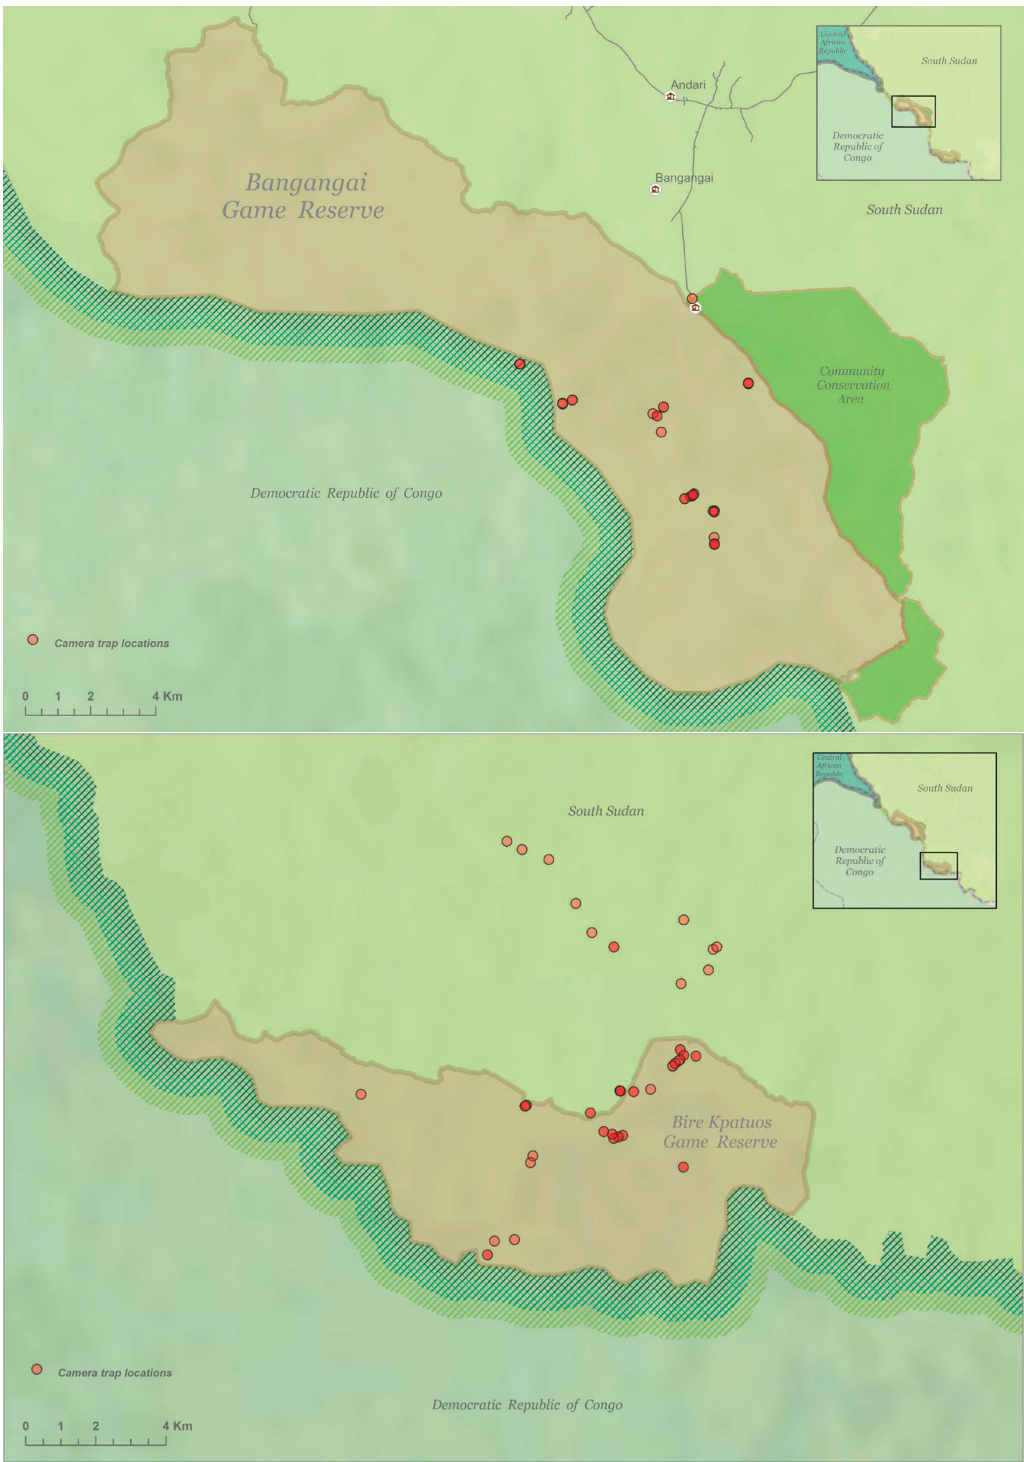 Central
African
Republic
South Sudan
Andari
Democratic
Republic of
Congo
Bangangai
Bangangai
Game Reserve
South Sudan
Community
Conservation
Area
Democratic Republic of Congo
Camera trap locations
0 1 2 4 Km
Central
African
Republic
South Sudan
South Sudan
Democratic
Republic of
Congo
Bire Kpatuos
Game Reserve
Camera trap locations
Democratic Republic of Congo
0 1 2 4 Km